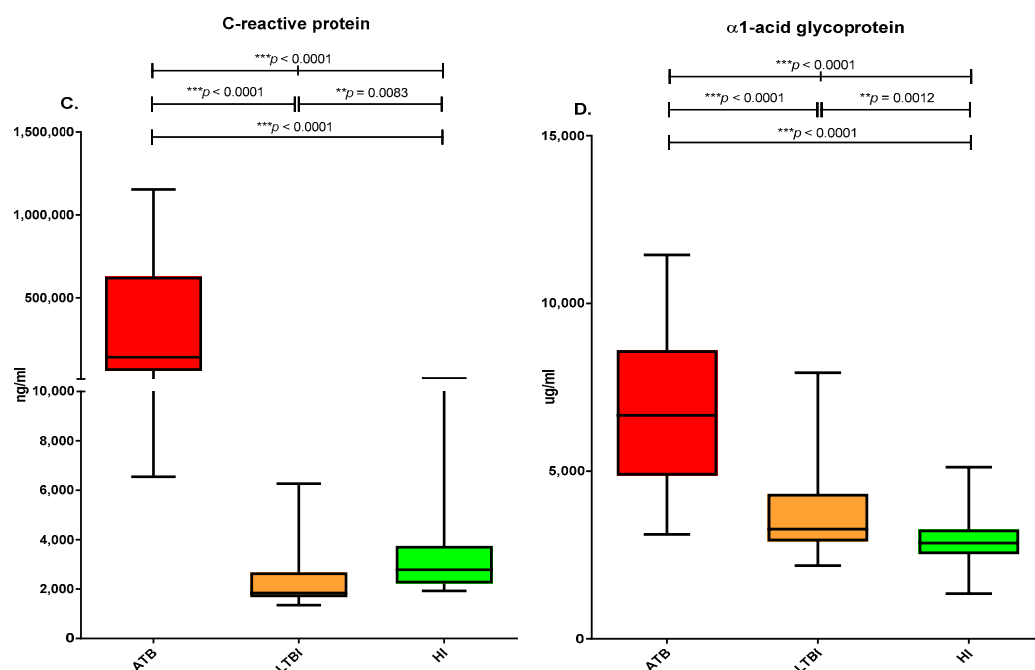 C-reactive protein
***p < 0.0001
C.
***p < 0.0001
**p = 0.0083
***p < 0.0001
1,500,000
1,000,000
500,000
10,000
8,000
6,000
4,000
2,000
0
ng/ml
ATB
LTBI
HI
α1-acid glycoprotein
***p < 0.0001
D.
***p < 0.0001
**p = 0.0012
***p < 0.0001
15,000
10,000
5,000
0
ug/ml
ATB
LTBI
HI